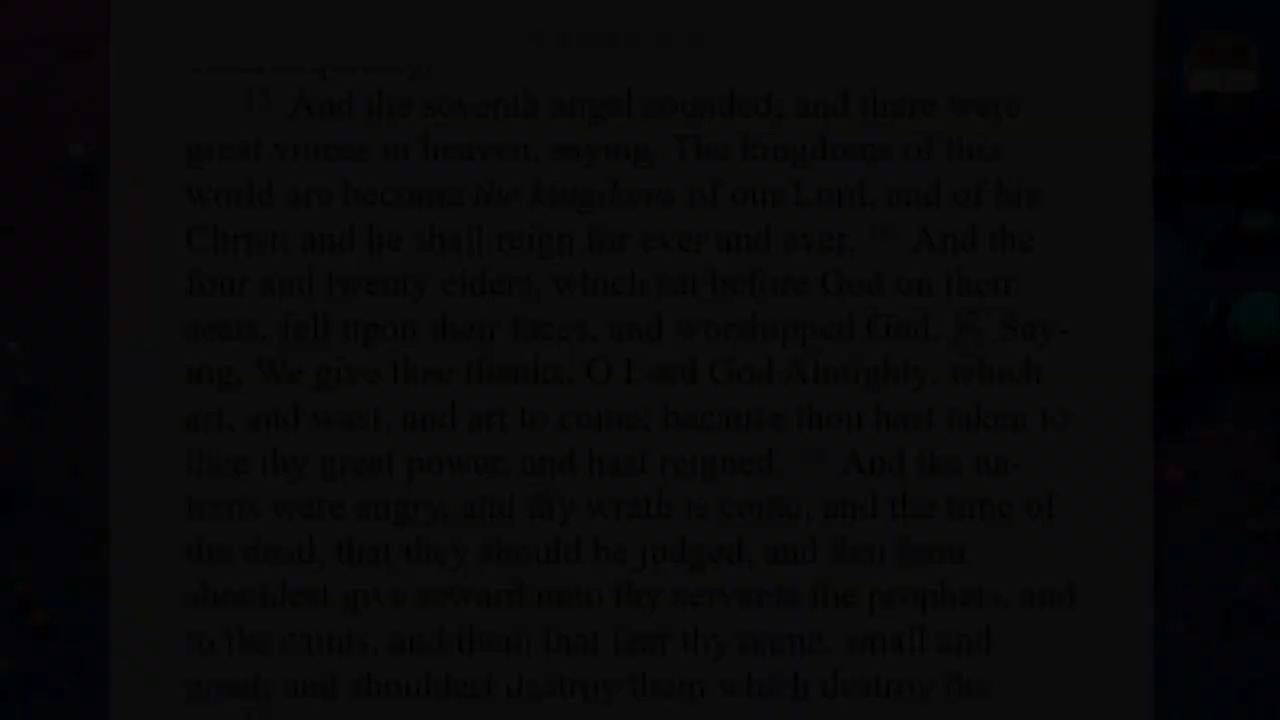 15 And the seventh angel sounded; and there were
great voices in heaven, saying, The kingdoms of this
world are become the kingdoms of our Lord, and of his
Christ; and he shall reign for ever and ever. And the
four and twenty elders, which sat before God on their
seats, fell upon their faces, and worshipped God, Say-
ing, We give thee thanks, O Lord God Almighty, which
art, and wast, and art to come; because thou hast taken to
thee thy great power, and hast reigned. And the na-
tions were angry, and thy wrath is come, and the time of
the dead, that they should be judged, and that thou
shouldest give reward unto thy servants the prophets, and
to the saints, and them that fear thy name, small and
great; and shouldest destroy them which destroy the